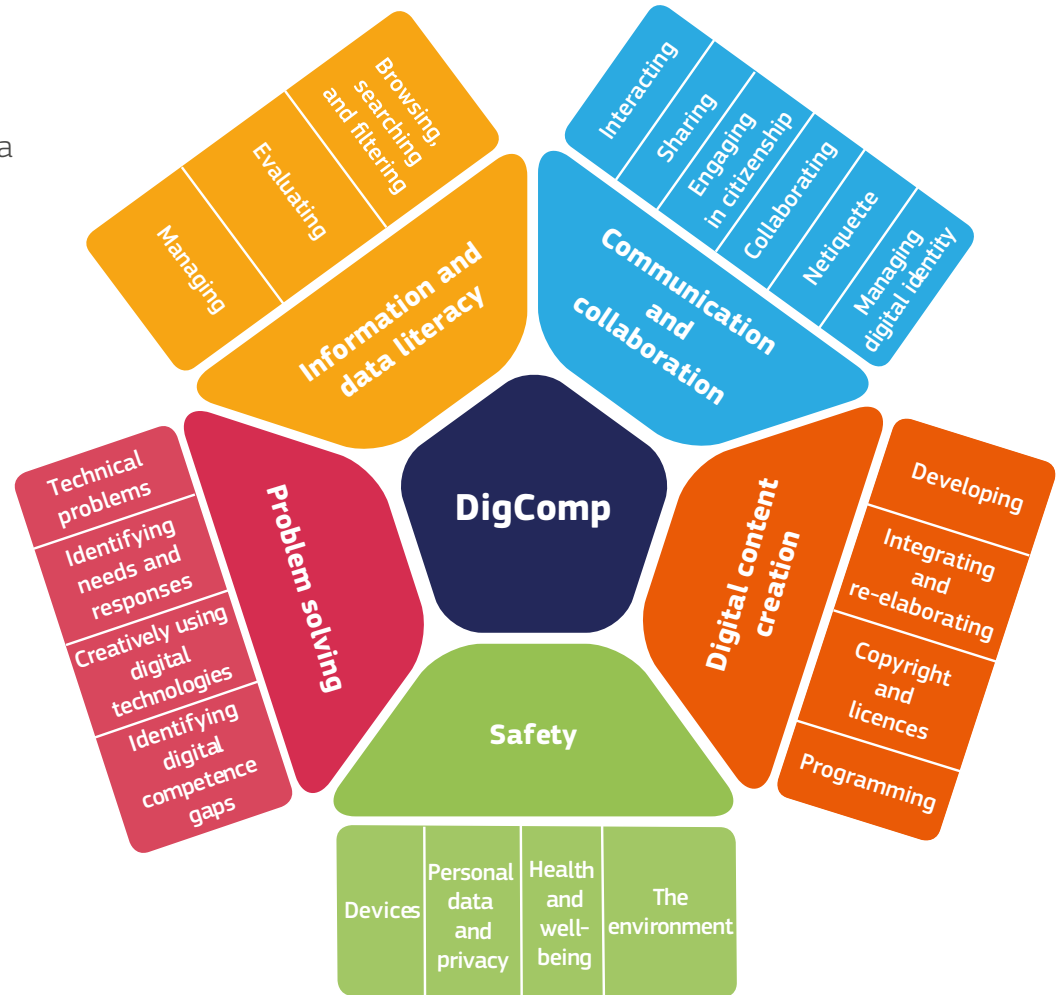 a
Browsing,
searching
and filtering
Evaluating
Managing
Information and
data literacy
Interacting
Sharing
Engaging
in citizenship
Collaborating
Netiquette
Managing
digital identity
Communication
and
collaboration
DigComp
Developing
Integrating
and
re-elaborating
Copyright
and
licences
Programming
Digital content
creation
Safety
Devices
Personal
data
and
privacy
Health
and
well-
being
The
environment
Problem solving
Technical
problems
Identifying
needs and
responses
Creatively using
digital
technologies
Identifying
digital
competence
gaps